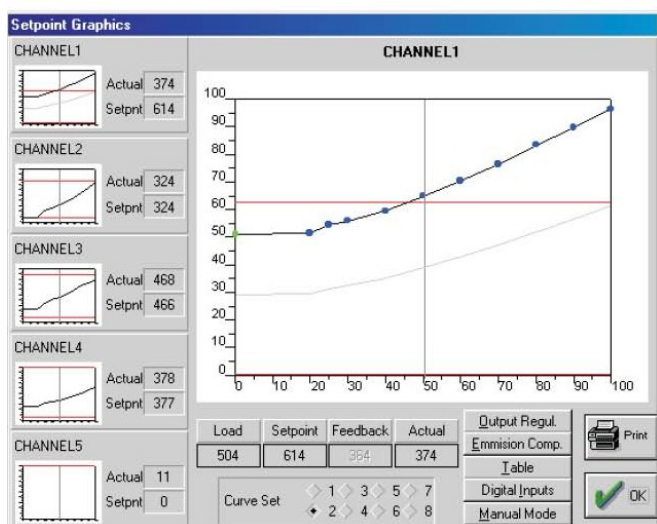 Setpoint Graphics
CHANNEL1
Actual 374
Setpnt 614
CHANNEL2
Actual 324
Setpnt 324
CHANNEL3
Actual 468
Setpnt 466
CHANNEL4
Actual 378
Setpnt 377
CHANNEL5
Actual 11
Setpnt 0
CHANNEL1
100
90
80
70
60
50
40
30
20
10
0
0 10 20 30 40 50 60 70 80 90 100
Load Setpoint Feedback Actual
504 614 364 374
Curve Set
1 3 5 7
2 4 6 8
Output Regul.
Emmision Comp.
Table
Digital Inputs
Manual Mode
Print
OK